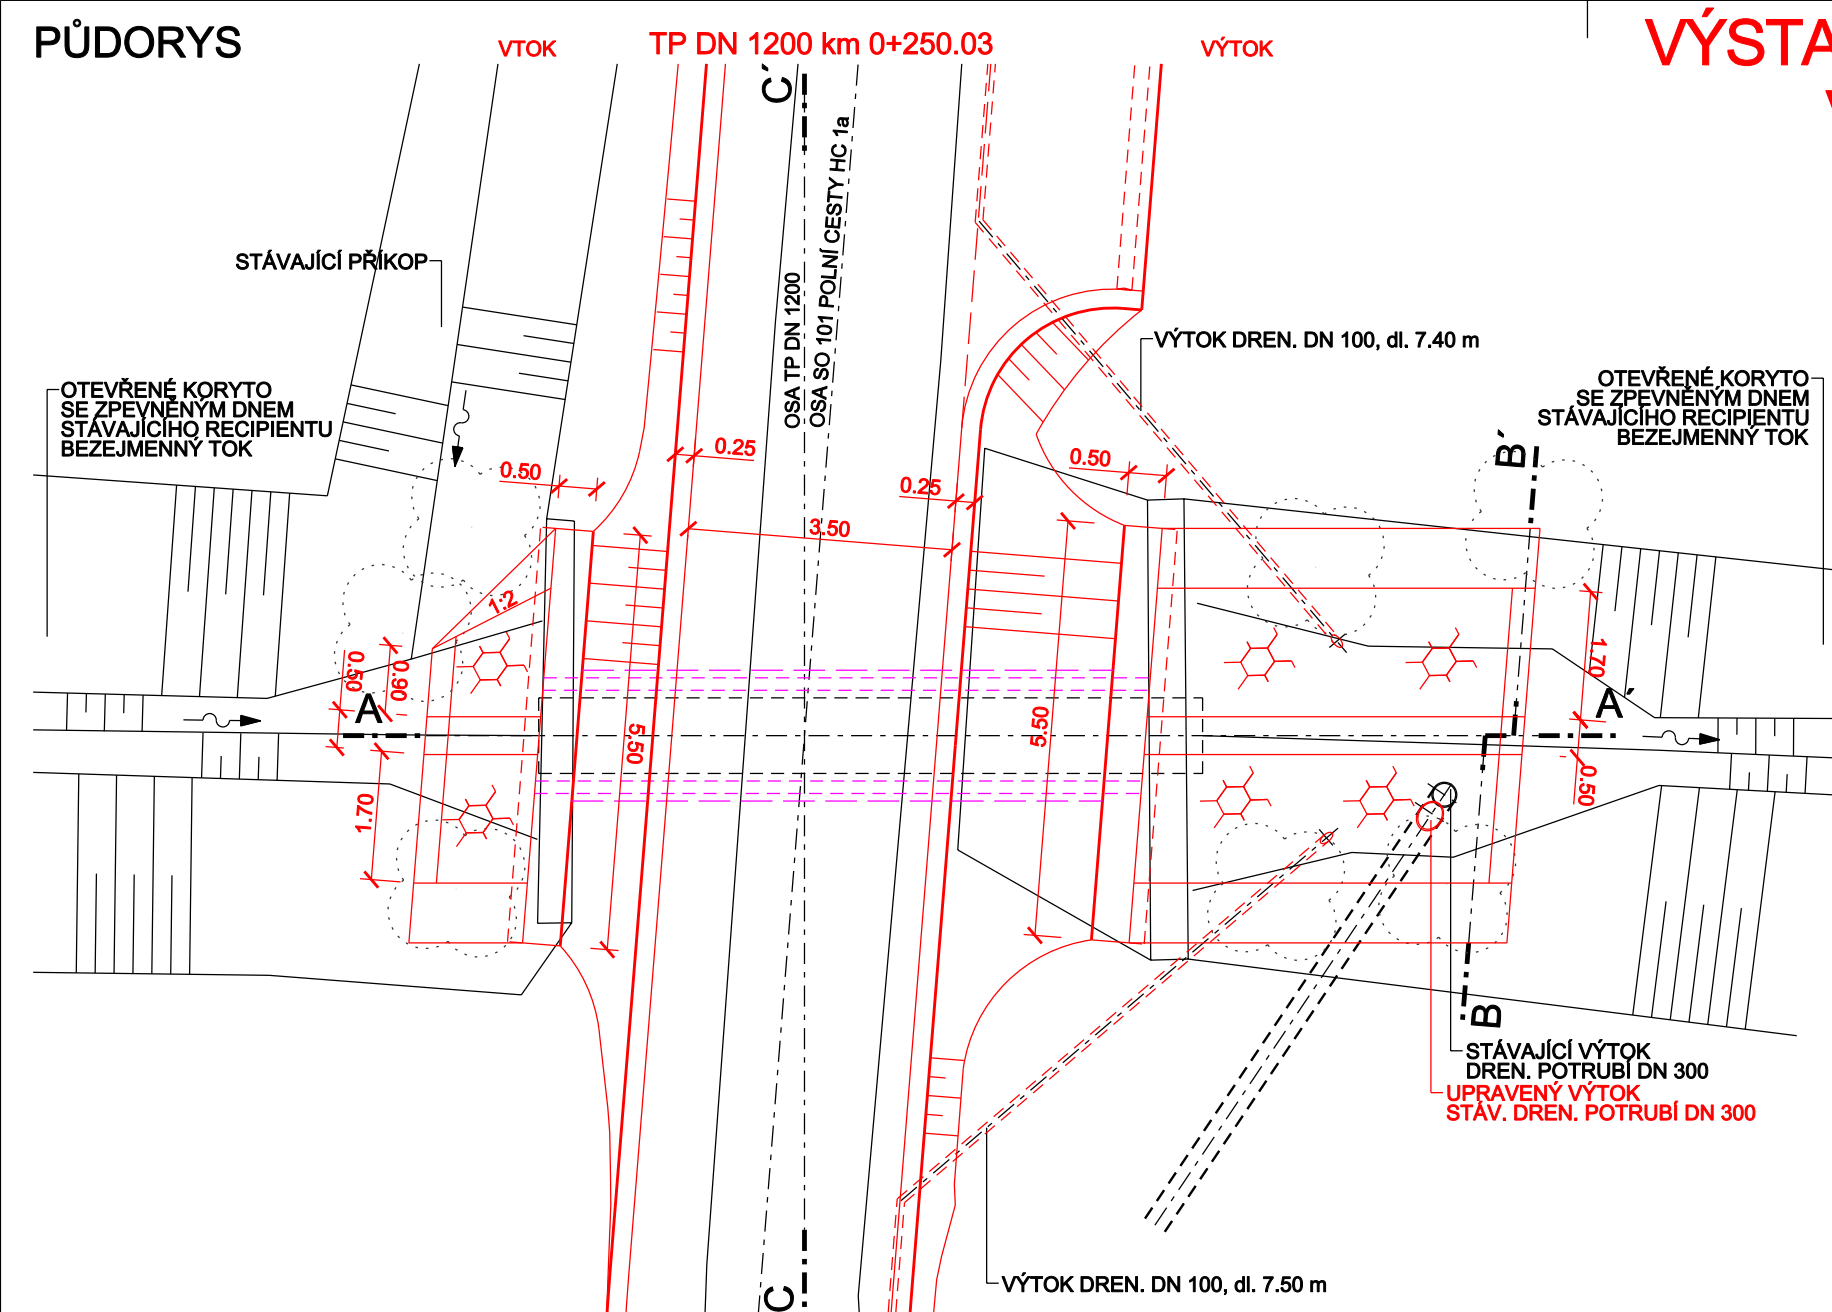 PŮDORYS
VTOK
TP DN 1200 km 0+250.03
VÝTOK
C´
OSA TP DN 1200
OSA SO 101 POLNÍ CESTY HC 1a
STÁVAJÍCÍ PŘÍKOP
OTEVŘENÉ KORYTO
SE ZPEVNĚNÝM DNEM
STÁVAJÍCÍHO RECIPIENTU
BEZEJMENNÝ TOK
VÝTOK DREN. DN 100, dl. 7.40 m
OTEVŘENÉ KORYTO
SE ZPEVNĚNÝM DNEM
STÁVAJÍCÍHO RECIPIENTU
BEZEJMENNÝ TOK
B´
0.50
0.25
0.25
0.50
3.50
1:2
0.50
0.90
A
5.50
5.50
1.70
A´
0.50
1.70
B
STÁVAJÍCÍ VÝTOK
DREN. POTRUBÍ DN 300
UPRAVENÝ VÝTOK
STÁV. DREN. POTRUBÍ DN 300
VÝTOK DREN. DN 100, dl. 7.50 m
C